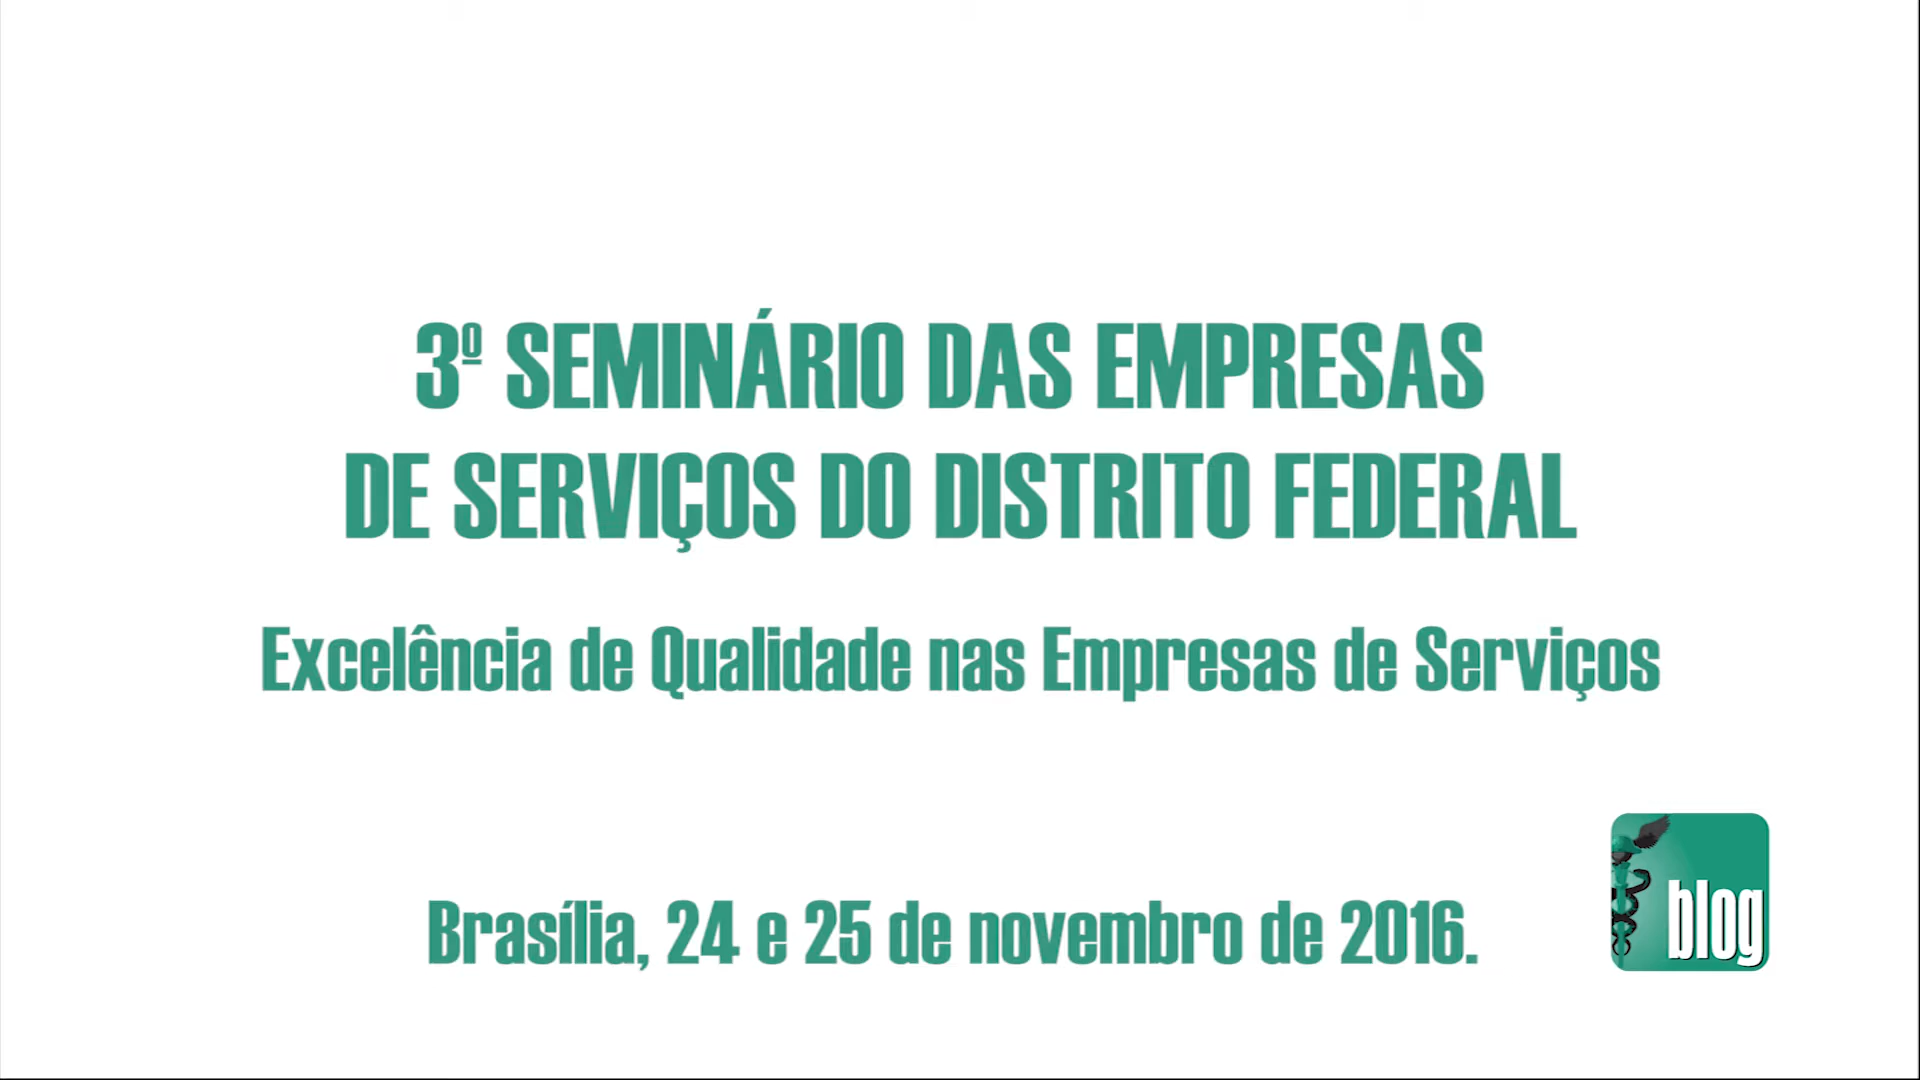 3º SEMINÁRIO DAS EMPRESAS
DE SERVIÇOS DO DISTRITO FEDERAL
Excelência de Qualidade nas Empresas de Serviços
Brasília, 24 e 25 de novembro de 2016.
blog